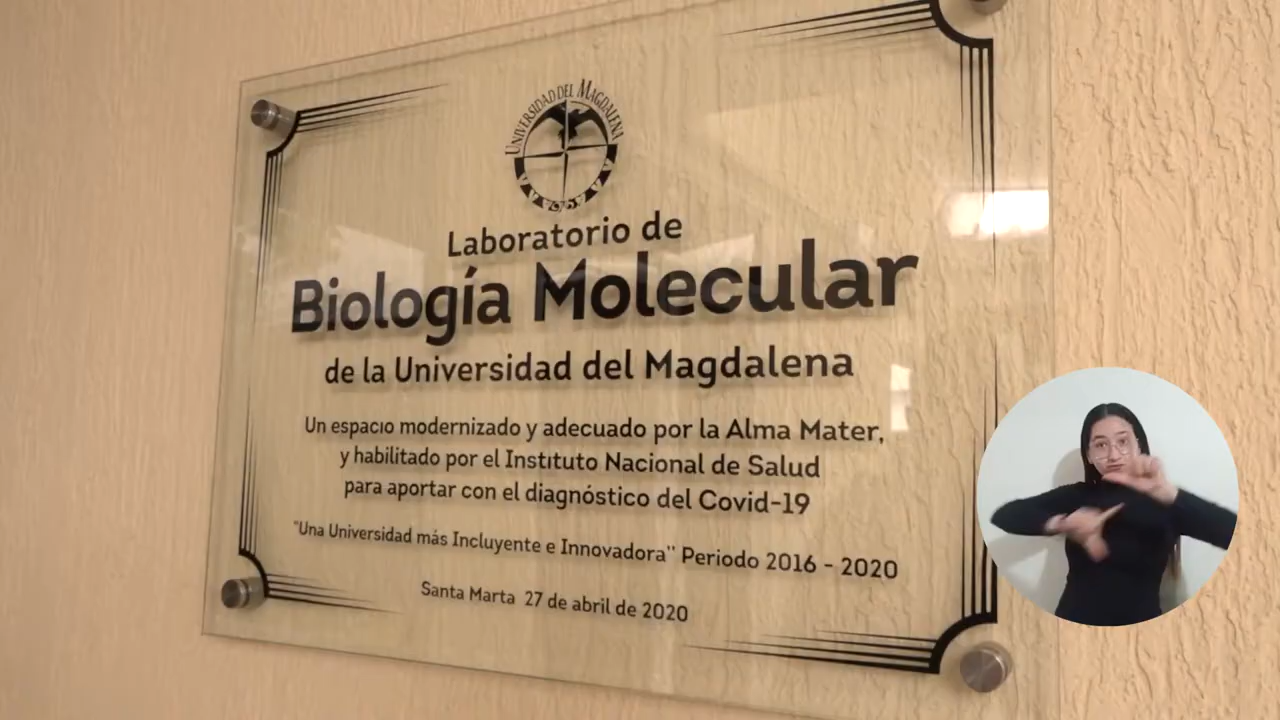 UNIVERSIDAD DEL MAGDALENA
Laboratorio de
Biología Molecular
de la Universidad del Magdalena
Un espacio modernizado y adecuado por la Alma Mater,
y habilitado por el Instituto Nacional de Salud
para aportar con el diagnóstico del Covid-19
"Una Universidad más Incluyente e Innovadora" Periodo 2016 - 2020
Santa Marta 27 de abril de 2020